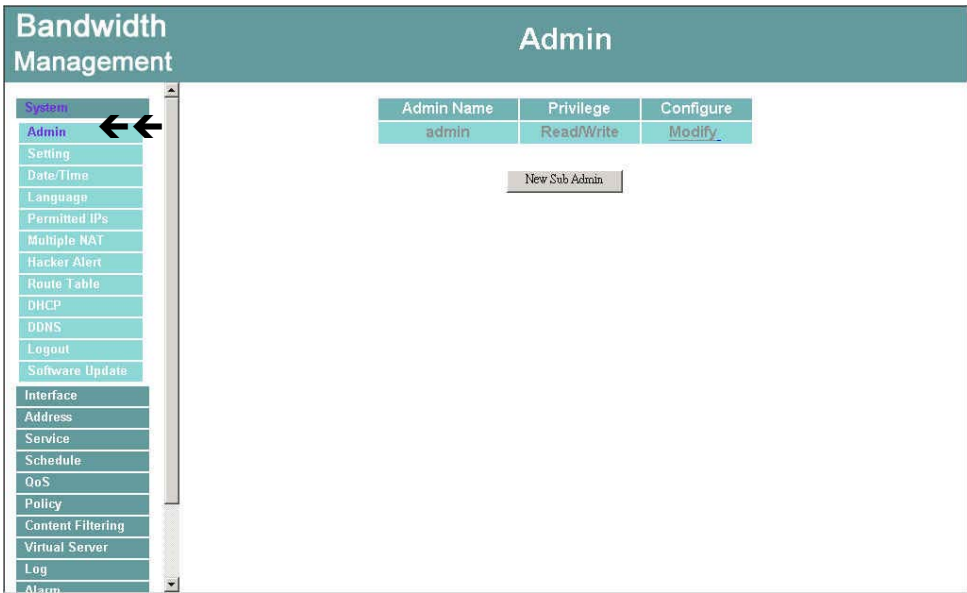 Bandwidth
Management
Admin
System
Admin
Setting
Date/Time
Language
Permitted IPs
Multiple NAT
Hacker Alert
Route Table
DHCP
DDNS
Logout
Software Update
Interface
Address
Service
Schedule
QoS
Policy
Content Filtering
Virtual Server
Log
Alarm
Admin Name Privilege Configure
admin Read/Write Modify
New Sub Admin